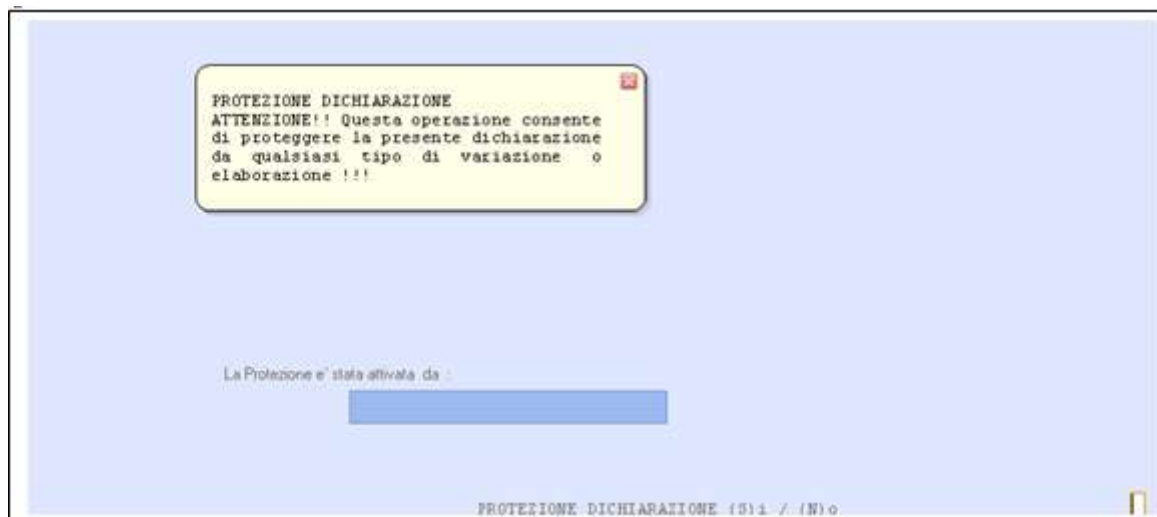 PROTEZIONE DICHIARAZIONE
ATTENZIONE!! Questa operazione consente
di proteggere la presente dichiarazione
da qualsiasi tipo di variazione o
elaborazione !!!
La Protezione e' stata attivata da :
PROTEZIONE DICHIARAZIONE (S)i / (N)o